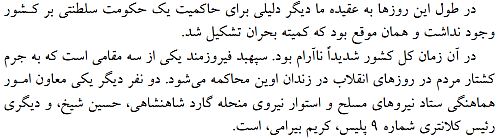 در طول این روزها به عقیده ما دیگر دلیلی برای حاکمیت یک حکومت سلطنتی بر کشور
وجود نداشت و همان موقع بود که کمیته بحران تشکیل شد.
در آن زمان کل کشور شدیداً ناآرام بود. سپهبد فیروزمند یکی از سه مقامی است که به جرم
کشتار مردم در روزهای انقلاب در زندان اوین محاکمه می‌شود. دو نفر دیگر یکی معاون امور
هماهنگی ستاد نیروهای مسلح و استوار نیروی منحله گارد شاهنشاهی، حسین شیخ، و دیگری
رئیس کلانتری شماره ۹ پلیس، کریم بیرامی، است.